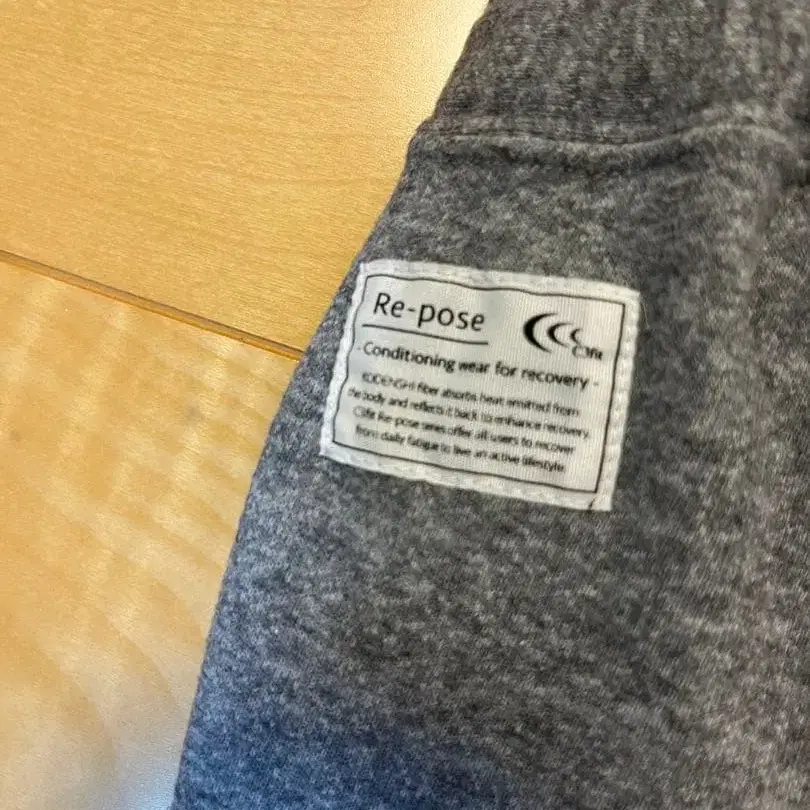 Re-pose
C3fit
- Conditioning wear for recovery -
KODENSHI fiber absorbs heat emitted from
the body and reflects it back to enhance recovery.
C3fit Re-pose series offer all users to recover
from daily fatigue to live an active lifestyle.